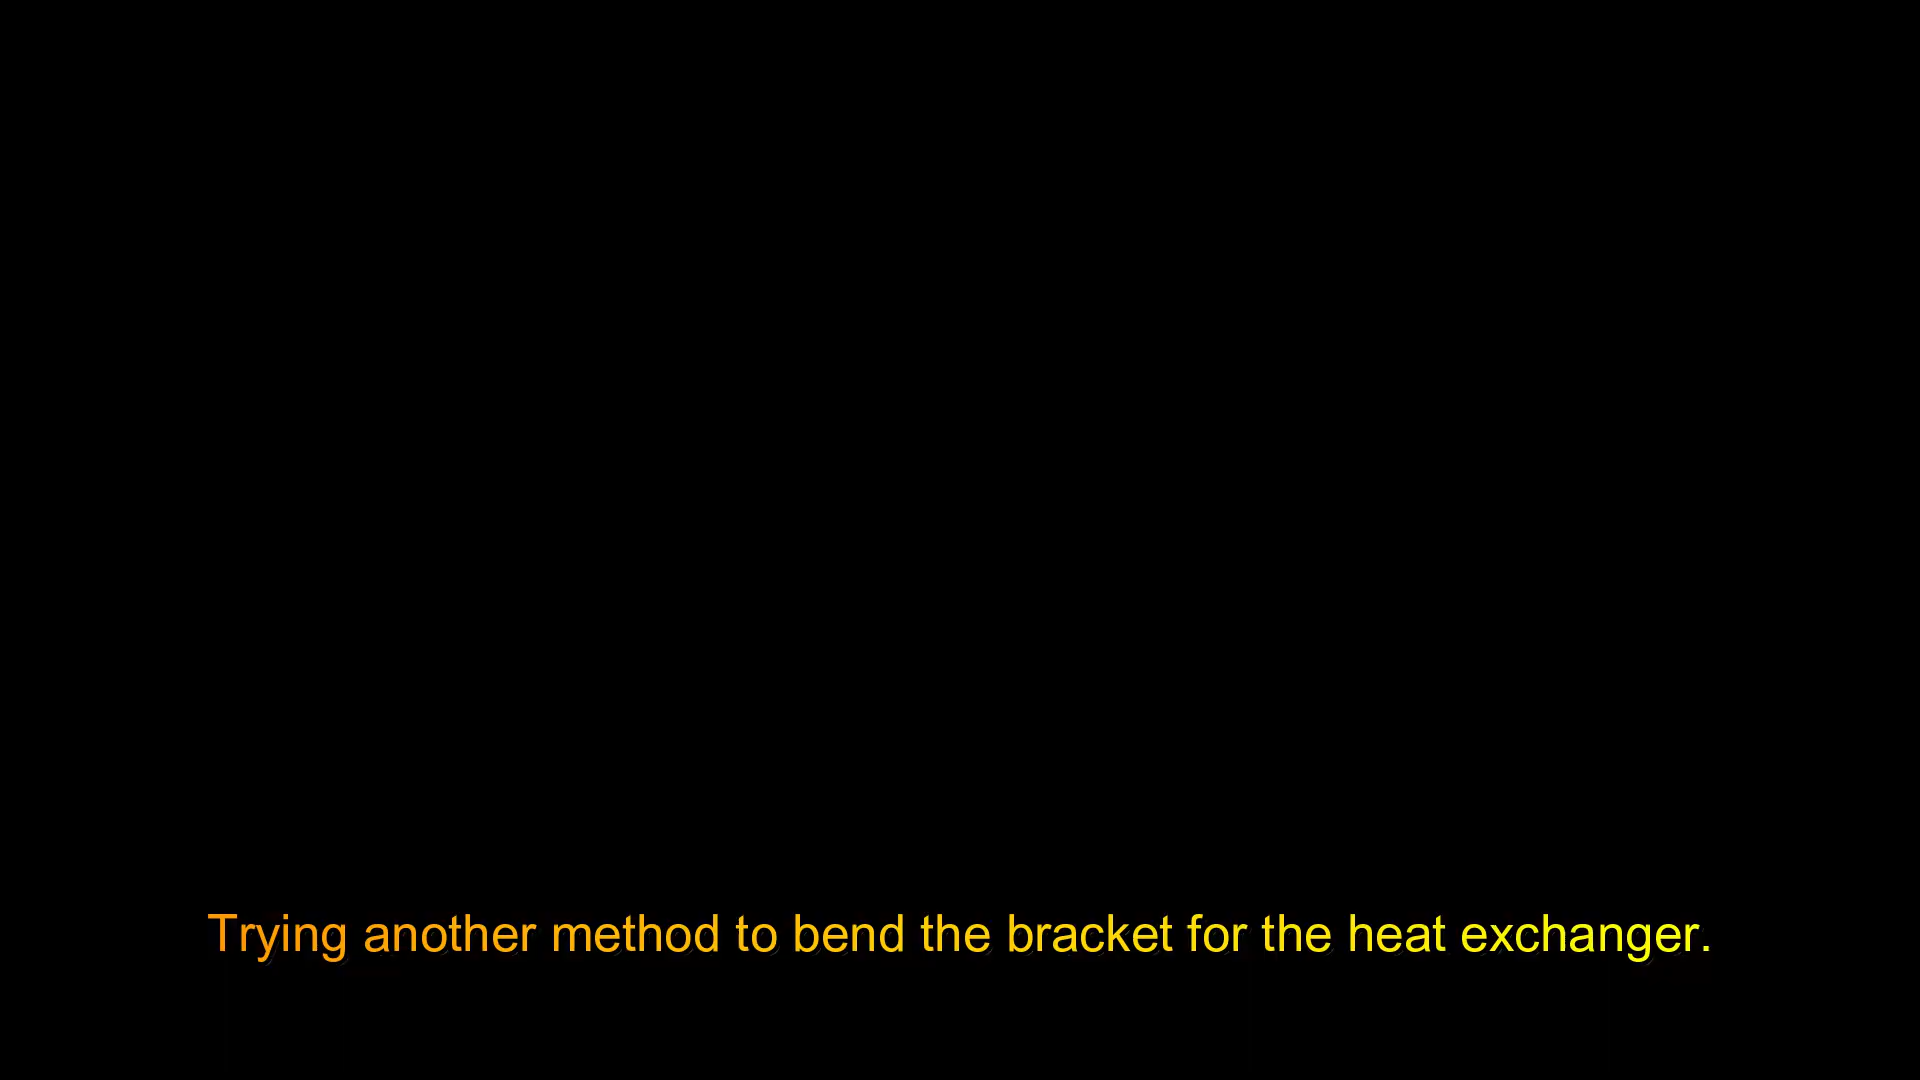 Trying another method to bend the bracket for the heat exchanger.